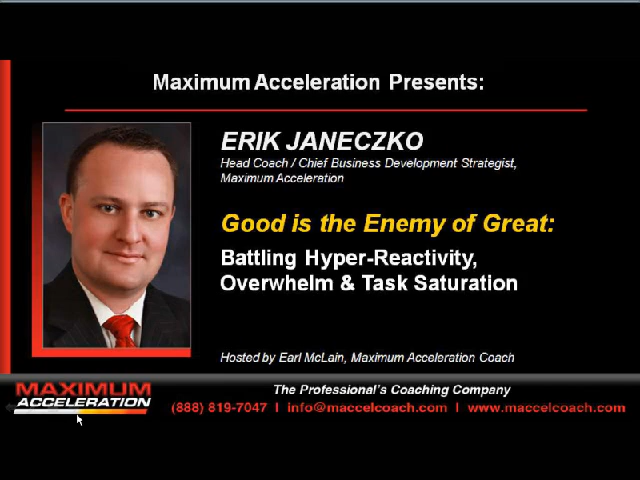 Maximum Acceleration Presents:
ERIK JANECZKO
Head Coach / Chief Business Development Strategist,
Maximum Acceleration
Good is the Enemy of Great:
Battling Hyper-Reactivity,
Overwhelm & Task Saturation
Hosted by Earl McLain, Maximum Acceleration Coach
MAXIMUM
ACCELERATION
The Professional's Coaching Company
(888) 819-7047 | info@maccelcoach.com | www.maccelcoach.com